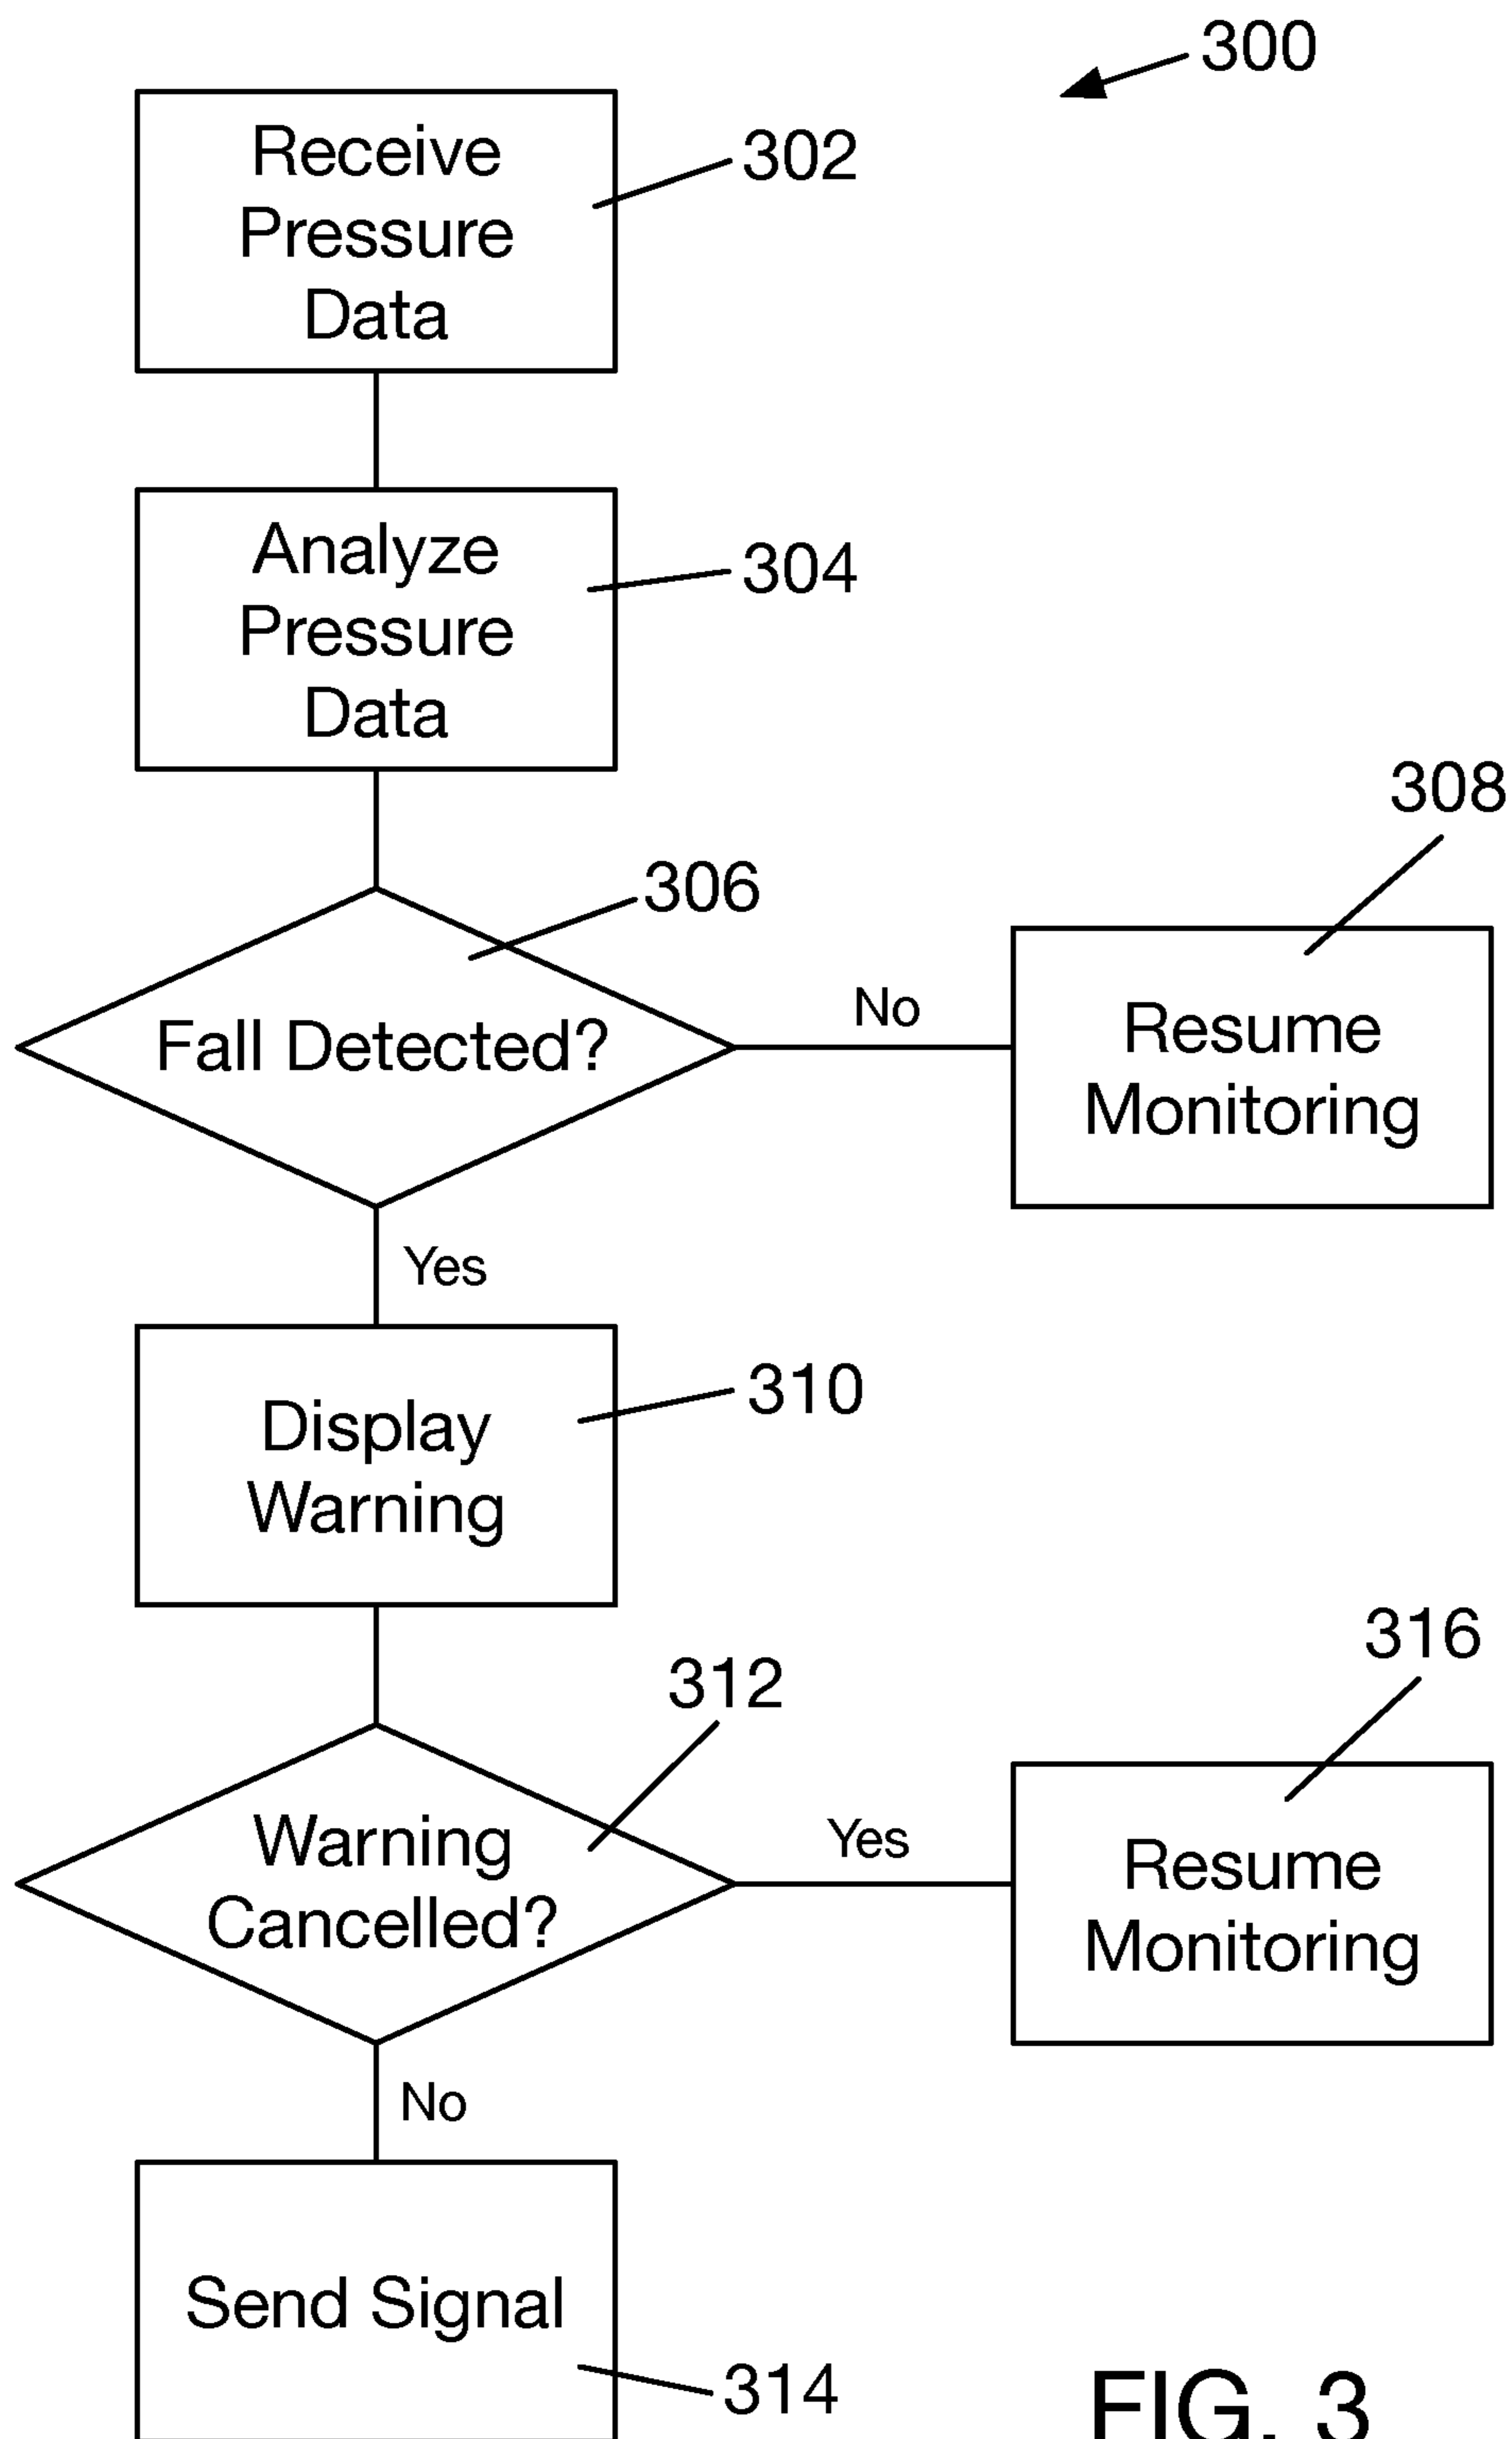 300
Receive
Pressure
Data
302
Analyze
Pressure
Data
304
306
Fall Detected?
No
308
Resume
Monitoring
Yes
Display
Warning
310
312
Warning
Cancelled?
Yes
316
Resume
Monitoring
No
Send Signal
314
FIG. 3